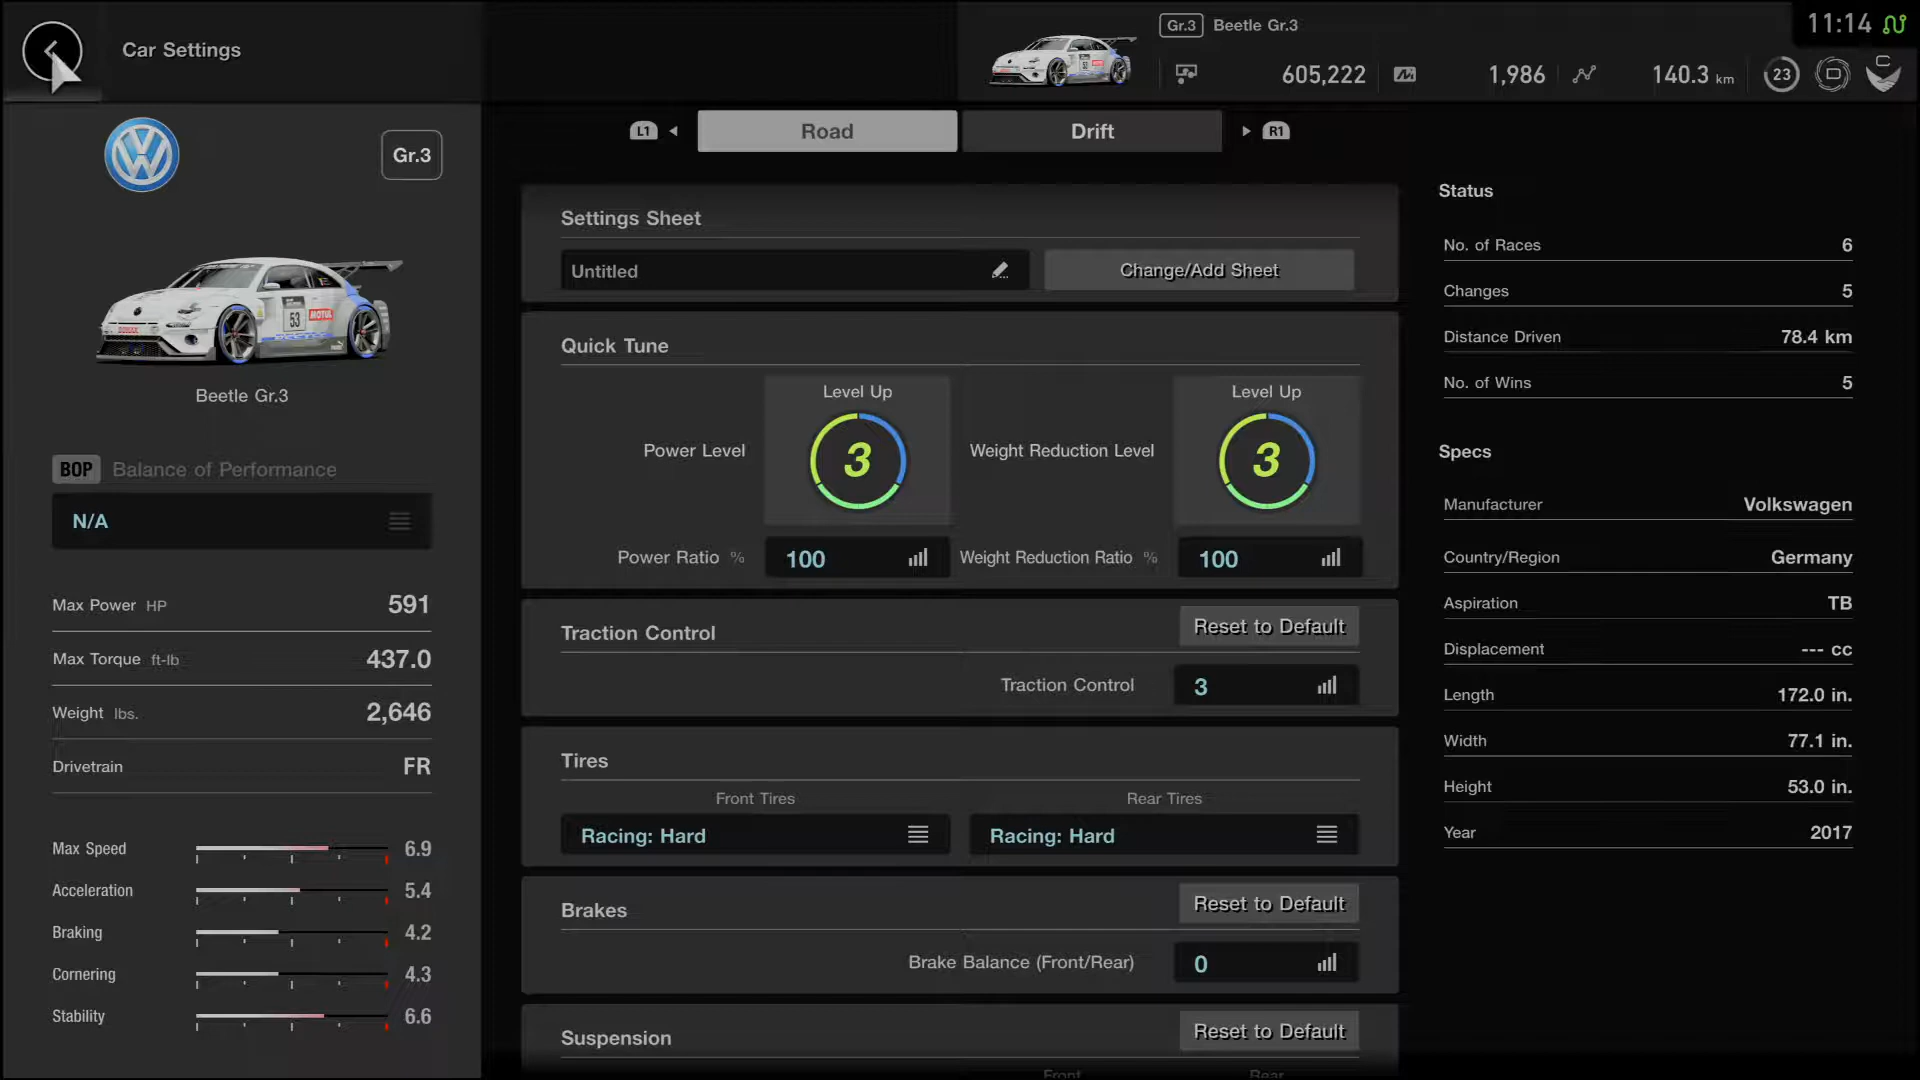 Car Settings
Gr.3 Beetle Gr.3
605,222
1,986
140.3 km
23
C
11:14
Gr.3
53
MOTUL
Beetle Gr.3
BOP Balance of Performance
N/A
Max Power HP 591
Max Torque ft-lb 437.0
Weight lbs. 2,646
Drivetrain FR
Max Speed 6.9
Acceleration 5.4
Braking 4.2
Cornering 4.3
Stability 6.6
L1 Road Drift R1
Settings Sheet
Untitled
Change/Add Sheet
Quick Tune
Level Up
Power Level 3
Level Up
Weight Reduction Level 3
Power Ratio % 100
Weight Reduction Ratio % 100
Traction Control Reset to Default
Traction Control 3
Tires
Front Tires Rear Tires
Racing: Hard Racing: Hard
Brakes Reset to Default
Brake Balance (Front/Rear) 0
Suspension Reset to Default
Front Rear
Status
No. of Races 6
Changes 5
Distance Driven 78.4 km
No. of Wins 5
Specs
Manufacturer Volkswagen
Country/Region Germany
Aspiration TB
Displacement --- cc
Length 172.0 in.
Width 77.1 in.
Height 53.0 in.
Year 2017